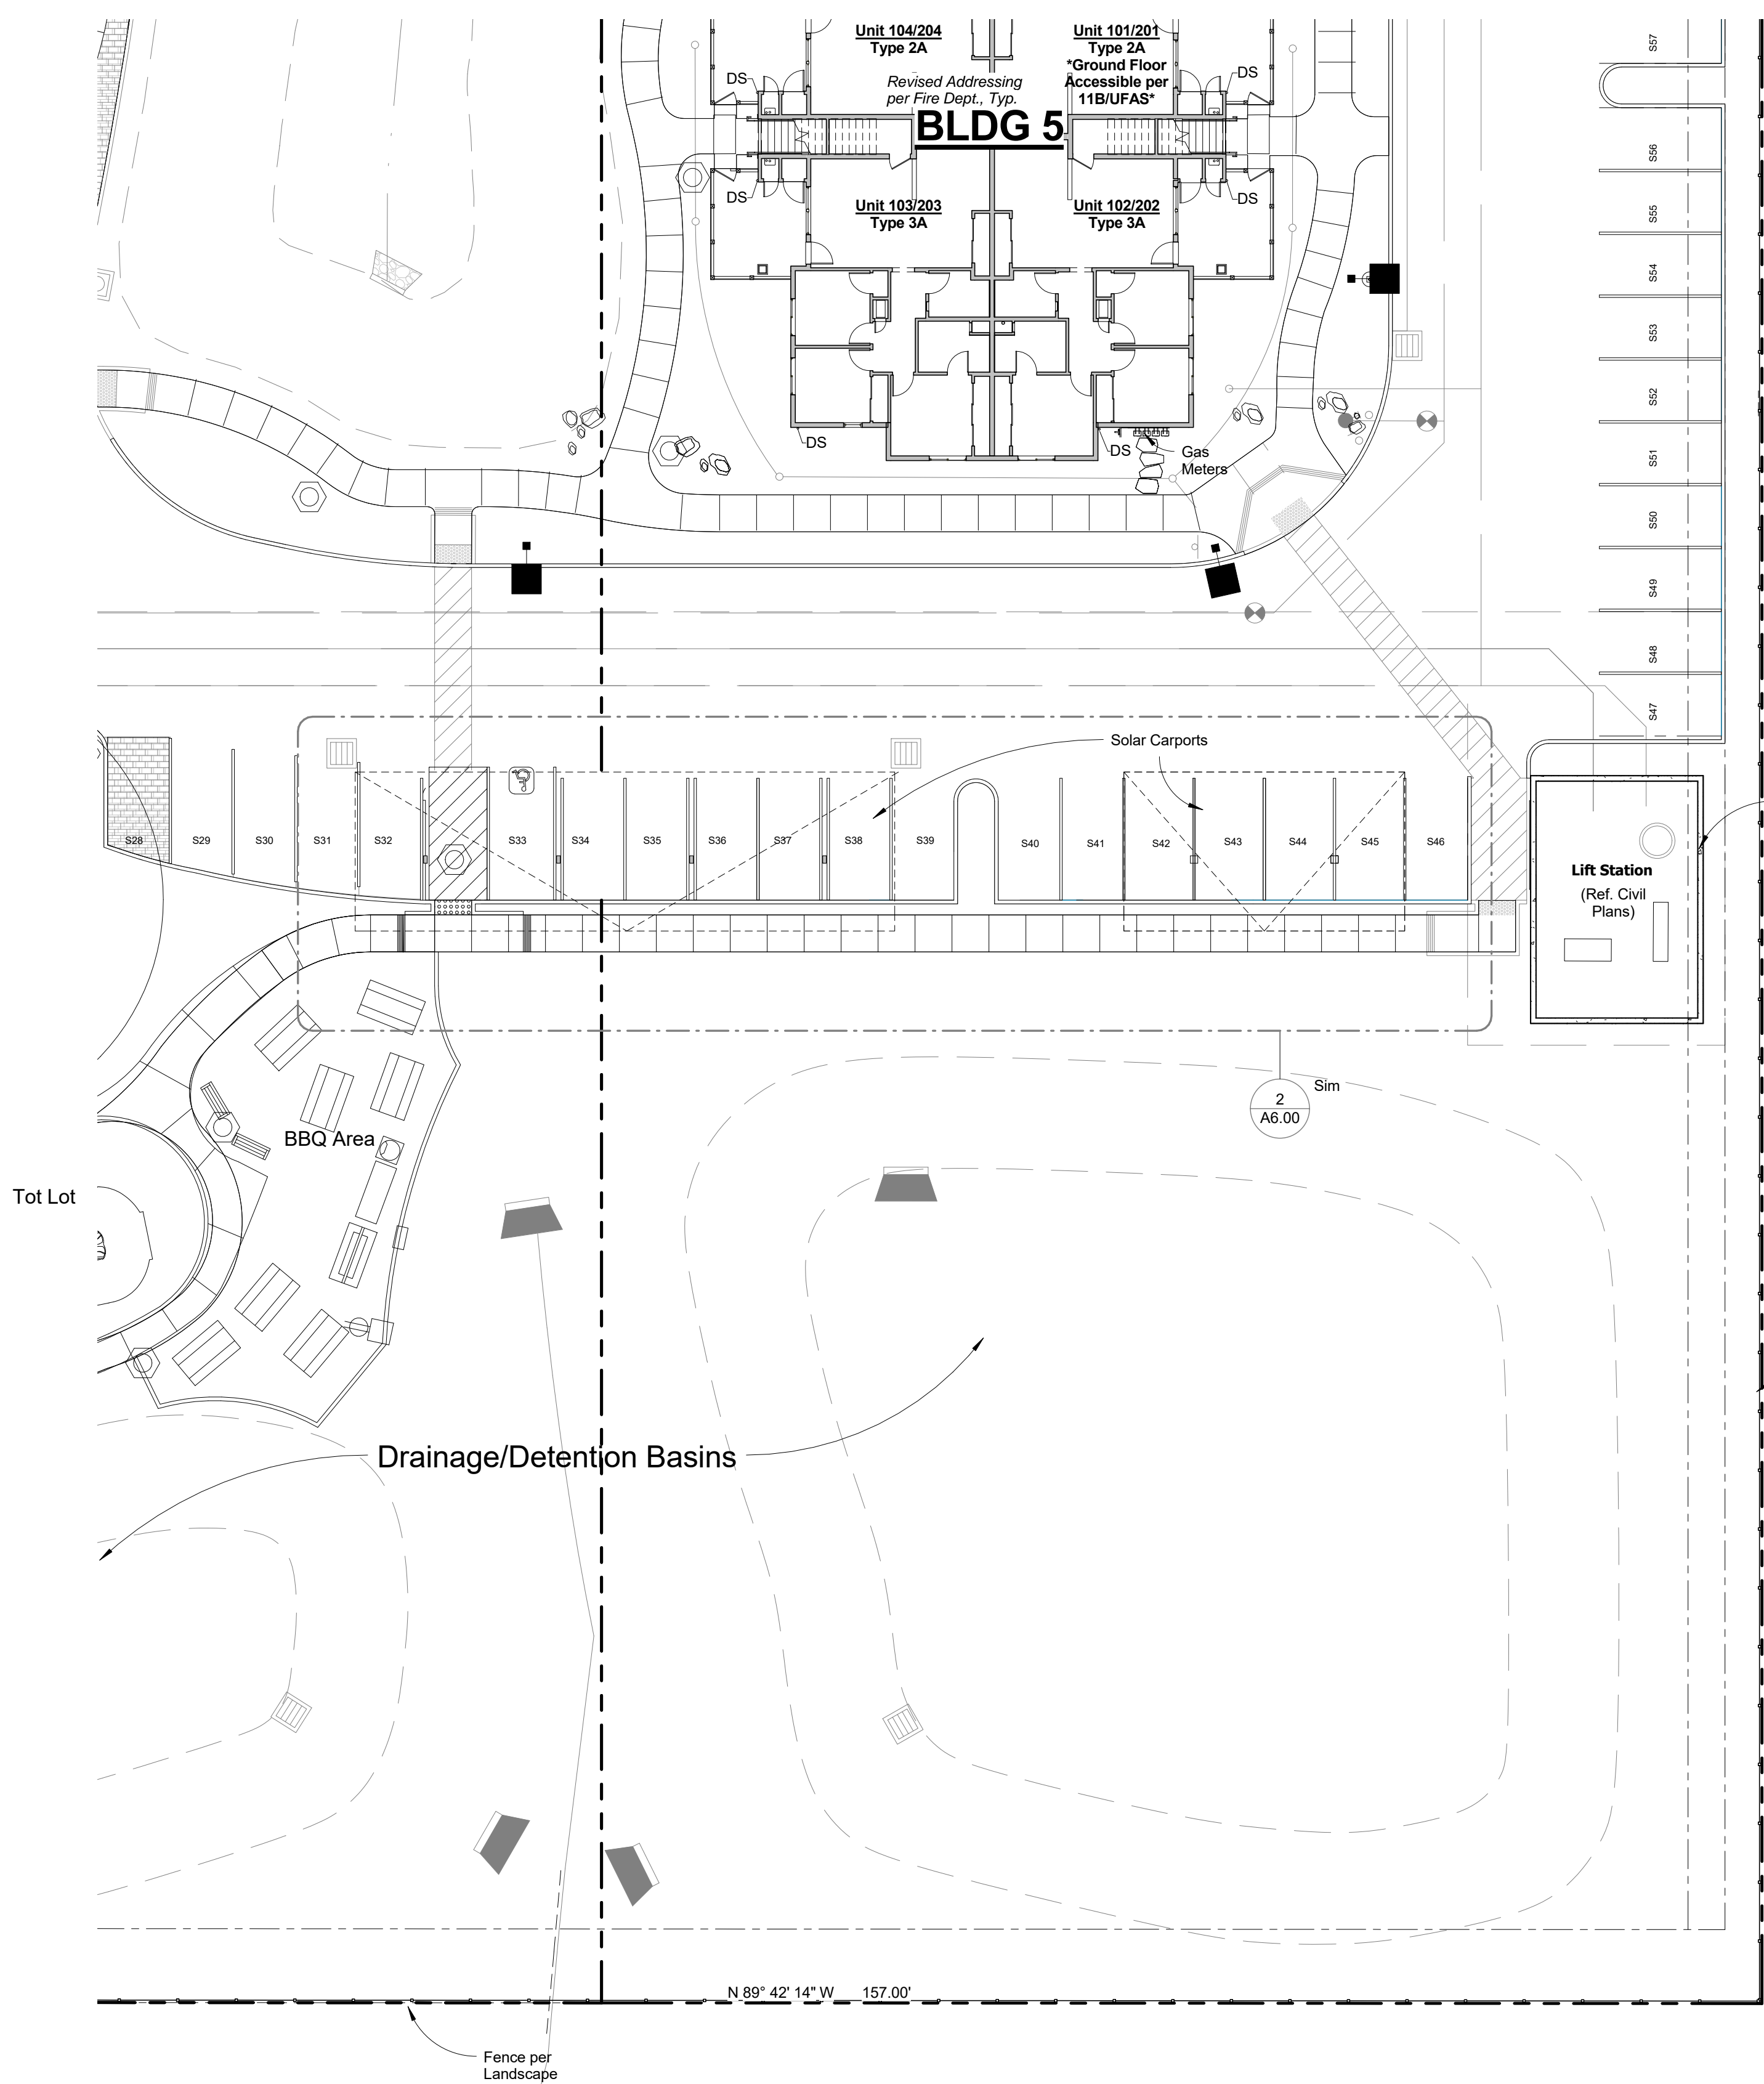 Unit 104/204
Type 2A
Unit 101/201
Type 2A
*Ground Floor
Accessible per
11B/UFAS*
Revised Addressing
per Fire Dept., Typ.
BLDG 5
DS
DS
DS
DS
Unit 103/203
Type 3A
Unit 102/202
Type 3A
DS
DS
Gas
Meters
S57
S56
S55
S54
S53
S52
S51
S50
S49
S48
S47
Solar Carports
S28
S29
S30
S31
S32
S33
S34
S35
S36
S37
S38
S39
S40
S41
S42
S43
S44
S45
S46
Lift Station
(Ref. Civil
Plans)
2
A6.00
Sim
BBQ Area
Tot Lot
Drainage/Detention Basins
N 89° 42' 14" W 157.00'
Fence per
Landscape